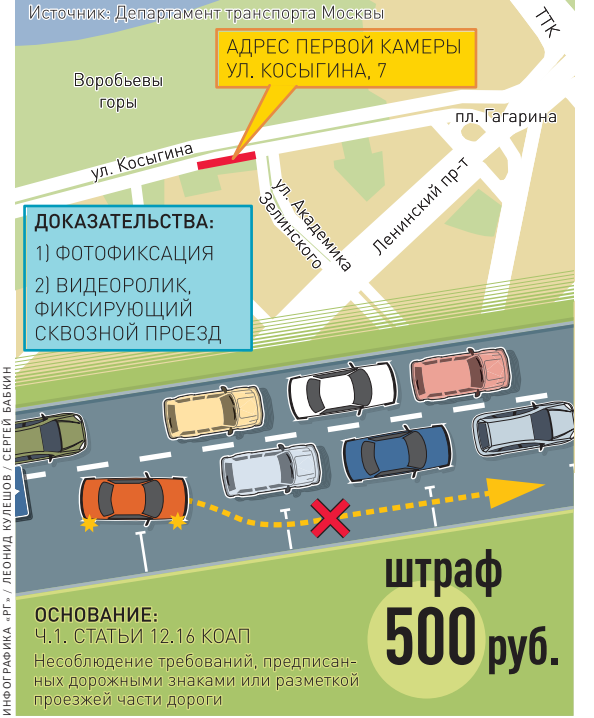 Источник: Департамент транспорта Москвы
ТТК
АДРЕС ПЕРВОЙ КАМЕРЫ
УЛ. КОСЫГИНА, 7
Воробьевы
горы
пл. Гагарина
ул. Косыгина
ул. Академика
Зелинского
Ленинский пр-т
ДОКАЗАТЕЛЬСТВА:
1) ФОТОФИКСАЦИЯ
2) ВИДЕОРОЛИК,
ФИКСИРУЮЩИЙ
СКВОЗНОЙ ПРОЕЗД
ИНФОГРАФИКА «РГ» / ЛЕОНИД КУЛЕШОВ / СЕРГЕЙ БАБКИН
штраф
500 руб.
ОСНОВАНИЕ:
Ч.1. СТАТЬИ 12.16 КОАП
Несоблюдение требований, предписан-
ных дорожными знаками или разметкой
проезжей части дороги